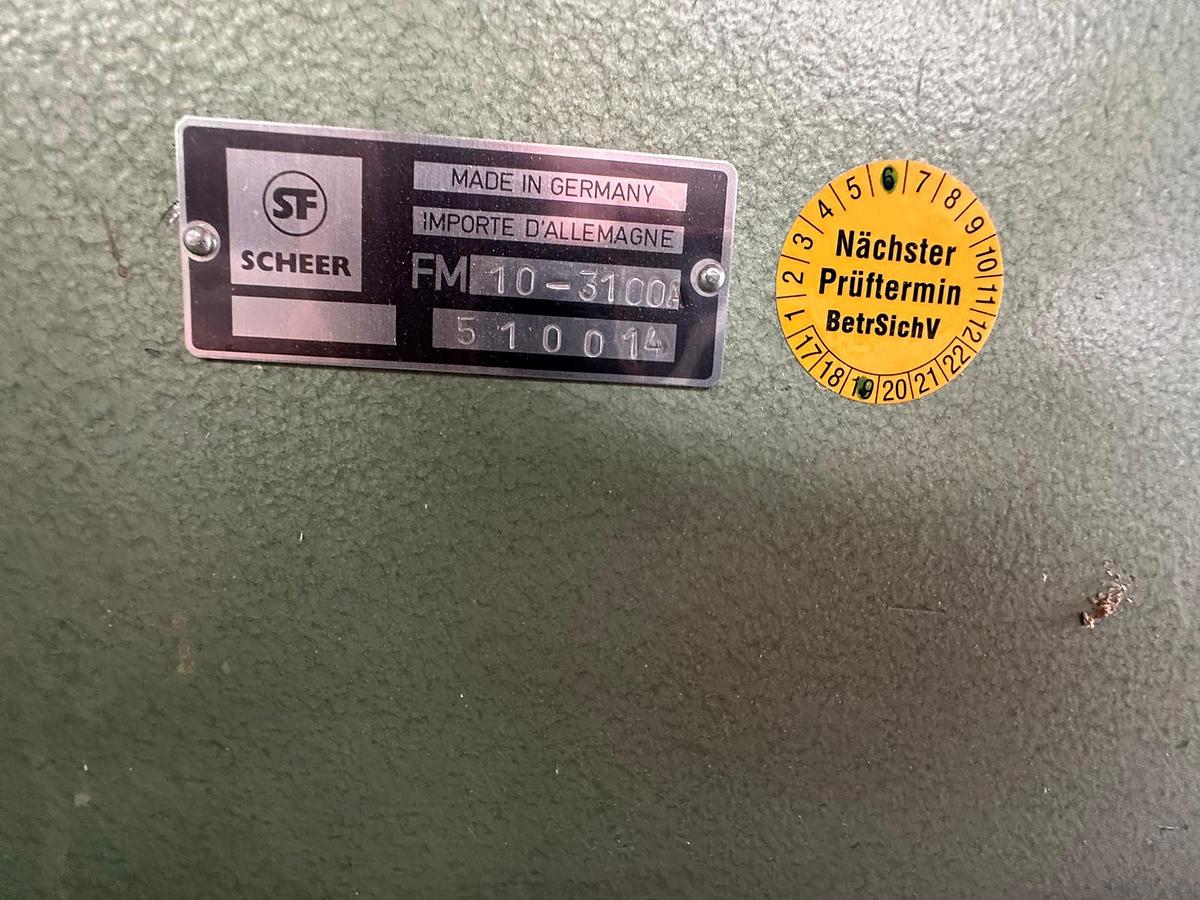 SF
SCHEER
MADE IN GERMANY
IMPORTE D'ALLEMAGNE
FM 10-3100A
510014
1 2 3 4 5 6 7 8 9 10 11 12
Nächster
Prüftermin
BetrSichV
17 18 19 20 21 22